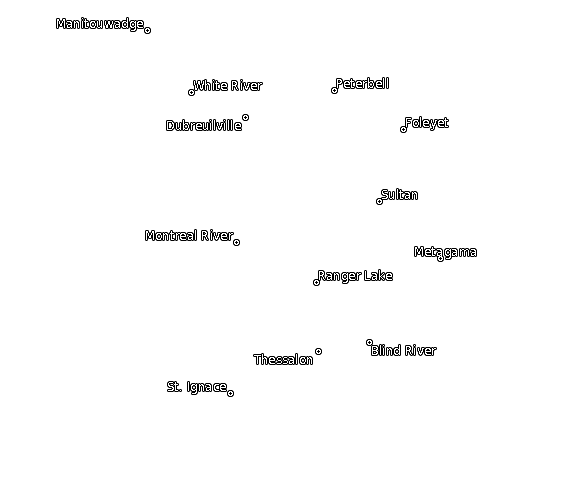 Manitouwadge
White River
Peterbell
Dubreuilville
Foleyet
Sultan
Montreal River
Metagama
Ranger Lake
Thessalon
Blind River
St. Ignace